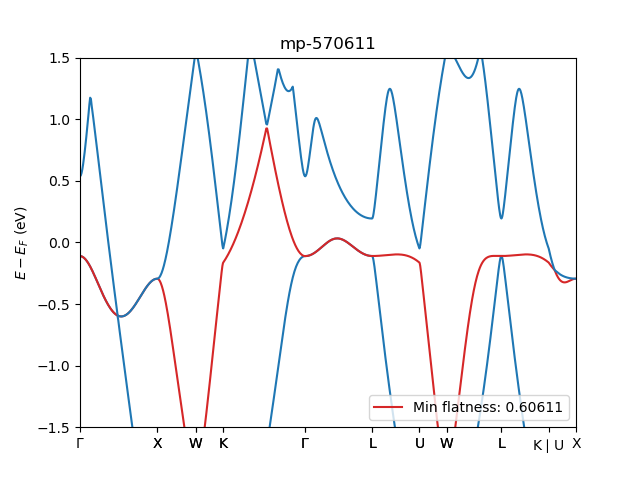 mp-570611
1.5
1.0
0.5
0.0
−0.5
−1.0
−1.5
E − E_F (eV)
Min flatness: 0.60611
Γ X W K Γ L U W L K | U X